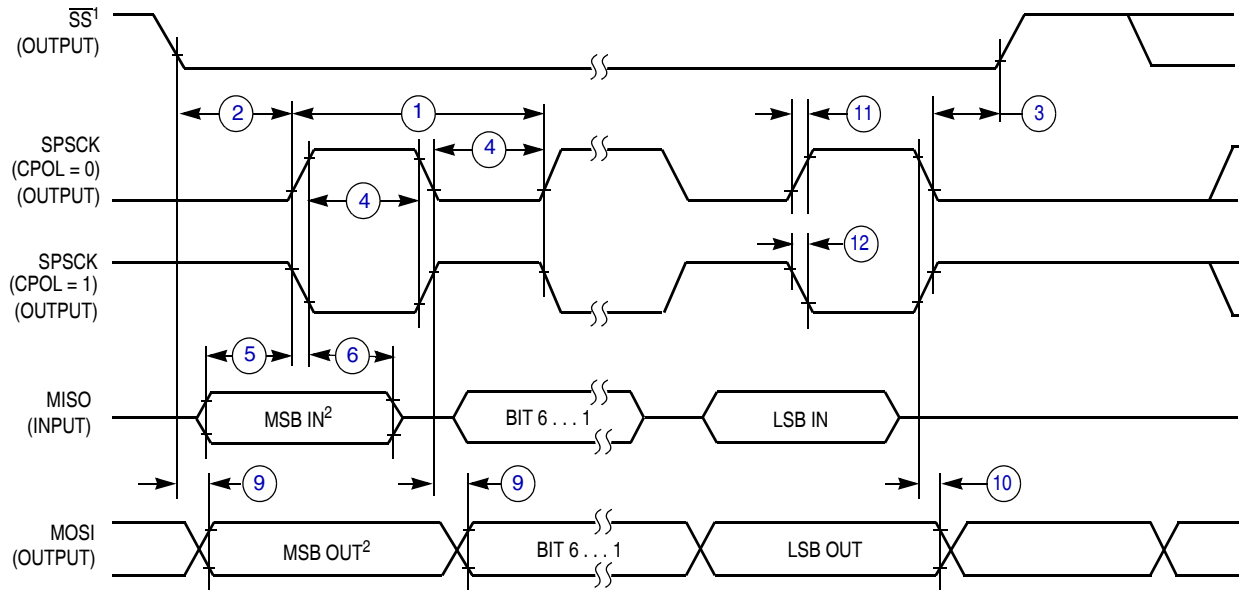 SS¹
(OUTPUT)
2
1
11
3
SPSCK
(CPOL = 0)
(OUTPUT)
4
4
SPSCK
(CPOL = 1)
(OUTPUT)
12
5
6
MISO
(INPUT)
MSB IN²
BIT 6 . . . 1
LSB IN
9
9
10
MOSI
(OUTPUT)
MSB OUT²
BIT 6 . . . 1
LSB OUT